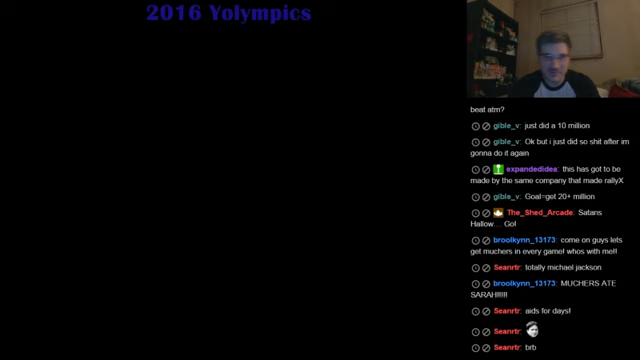 2016 Yolympics
beat atm?
gible_v: just did a 10 million
gible_v: Ok but i just did so shit after im
gonna do it again
expandedidea: this has got to be
made by the same company that made rallyX
gible_v: Goal=get 20+ million
The_Shed_Arcade: Satans
Hallow.... Go!
broolkynn_13173: come on guys lets
get muchers in every game! whos with me!!
Seanrtr: totally michael jackson
broolkynn_13173: MUCHERS ATE
SARAH!!!!!!
Seanrtr: aids for days!
Seanrtr:
Seanrtr: brb